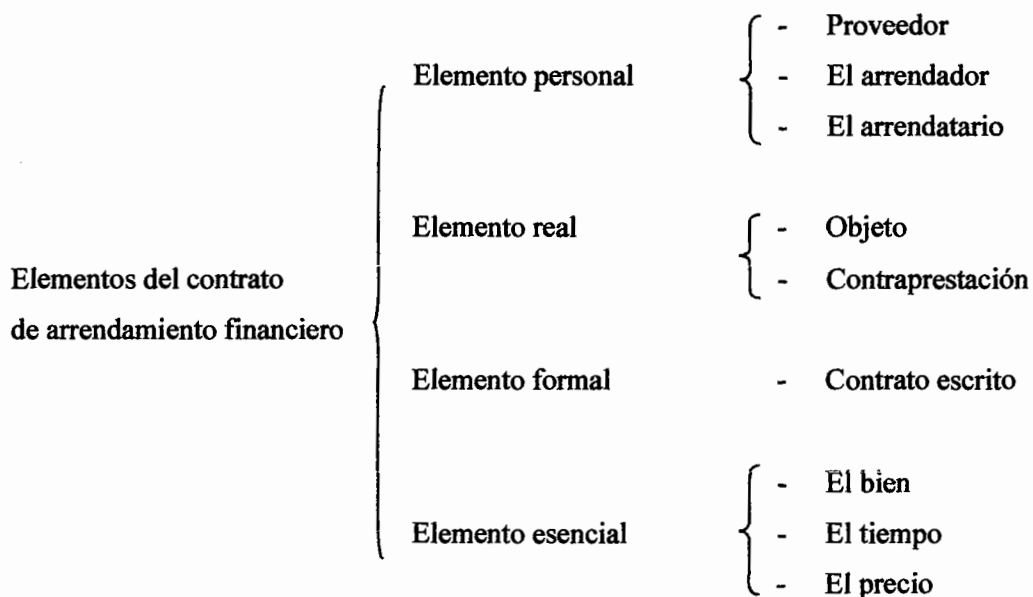 Elementos del contrato
de arrendamiento financiero
Elemento personal
- Proveedor
- El arrendador
- El arrendatario
Elemento real
- Objeto
- Contraprestación
Elemento formal
- Contrato escrito
Elemento esencial
- El bien
- El tiempo
- El precio